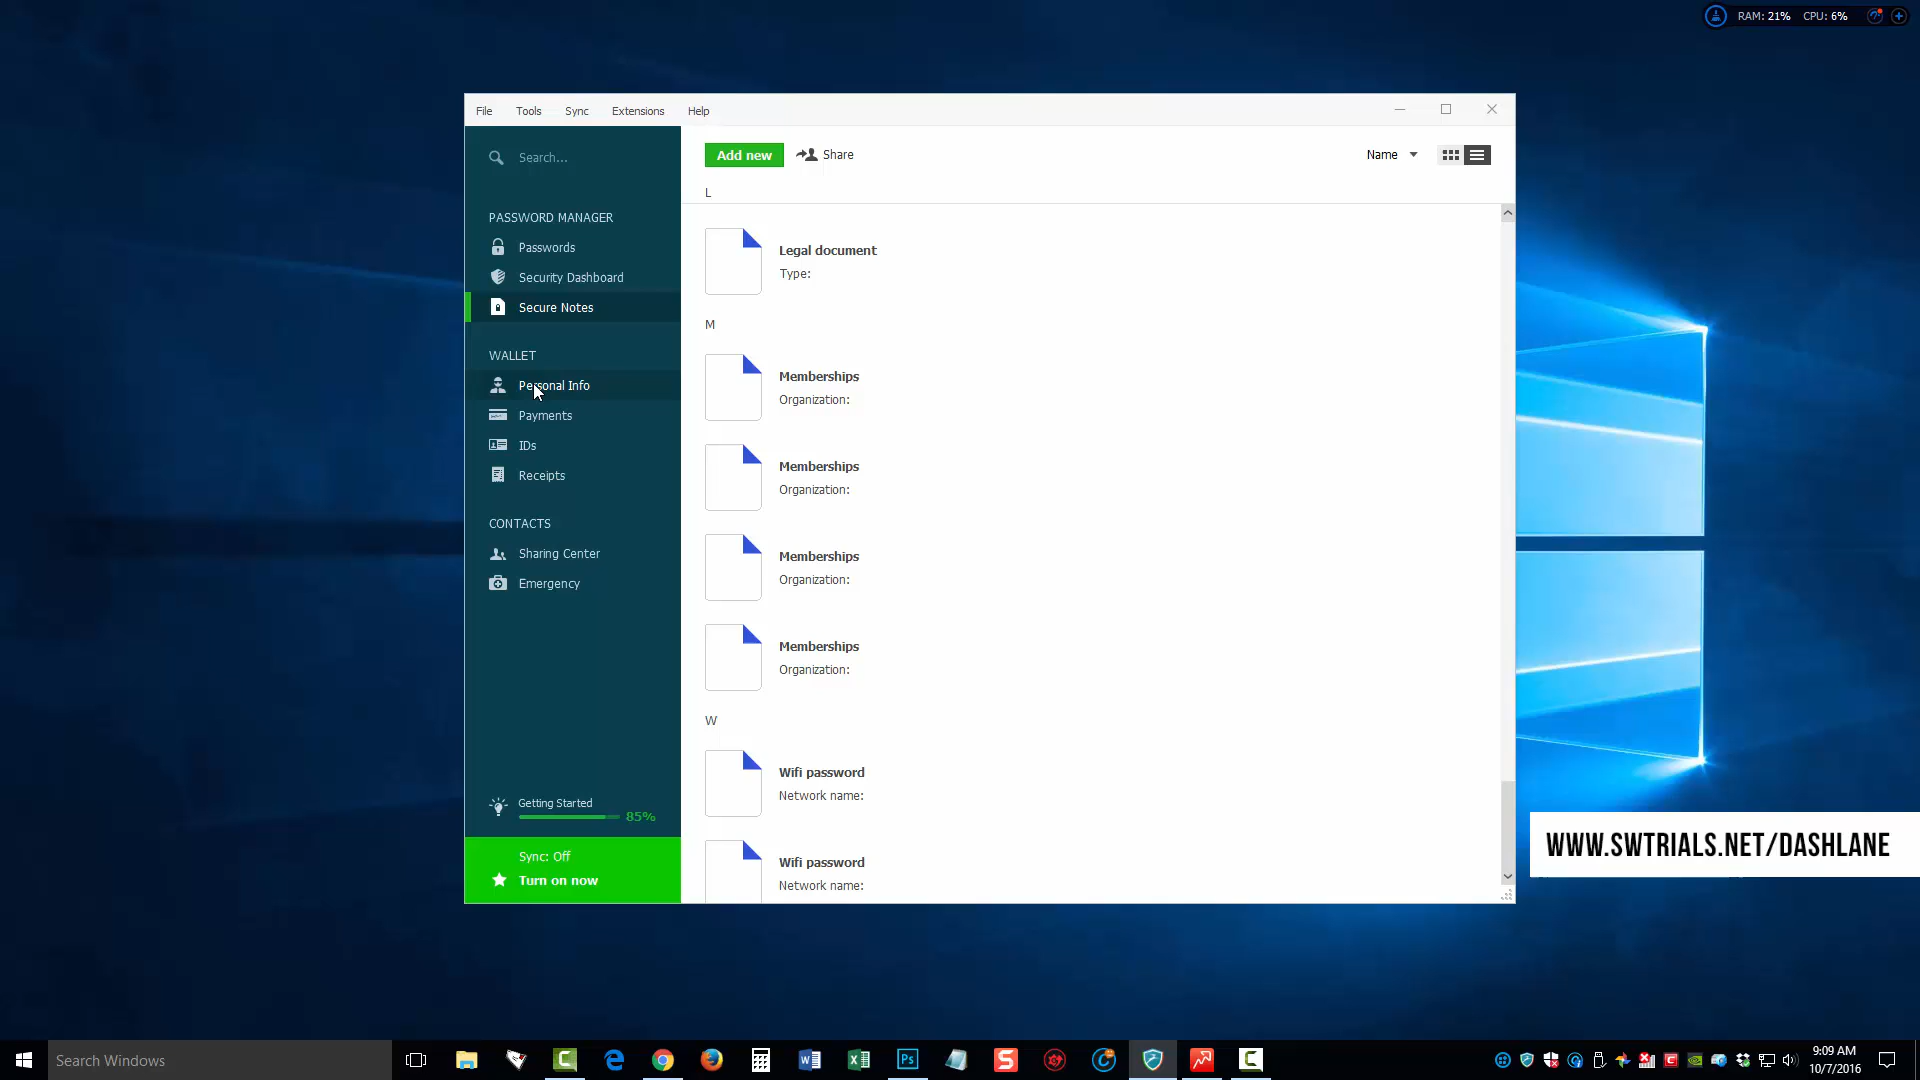 RAM: 21% CPU: 6%
File Tools Sync Extensions Help
Search...
Add new Share Name
L
PASSWORD MANAGER
Passwords
Security Dashboard
Secure Notes
WALLET
Personal Info
Payments
IDs
Receipts
CONTACTS
Sharing Center
Emergency
Getting Started
85%
Sync: Off
Turn on now
Legal document
Type:
M
Memberships
Organization:
Memberships
Organization:
Memberships
Organization:
Memberships
Organization:
W
Wifi password
Network name:
Wifi password
Network name:
WWW.SWTRIALS.NET/DASHLANE
Search Windows
Ps
9:09 AM
10/7/2016